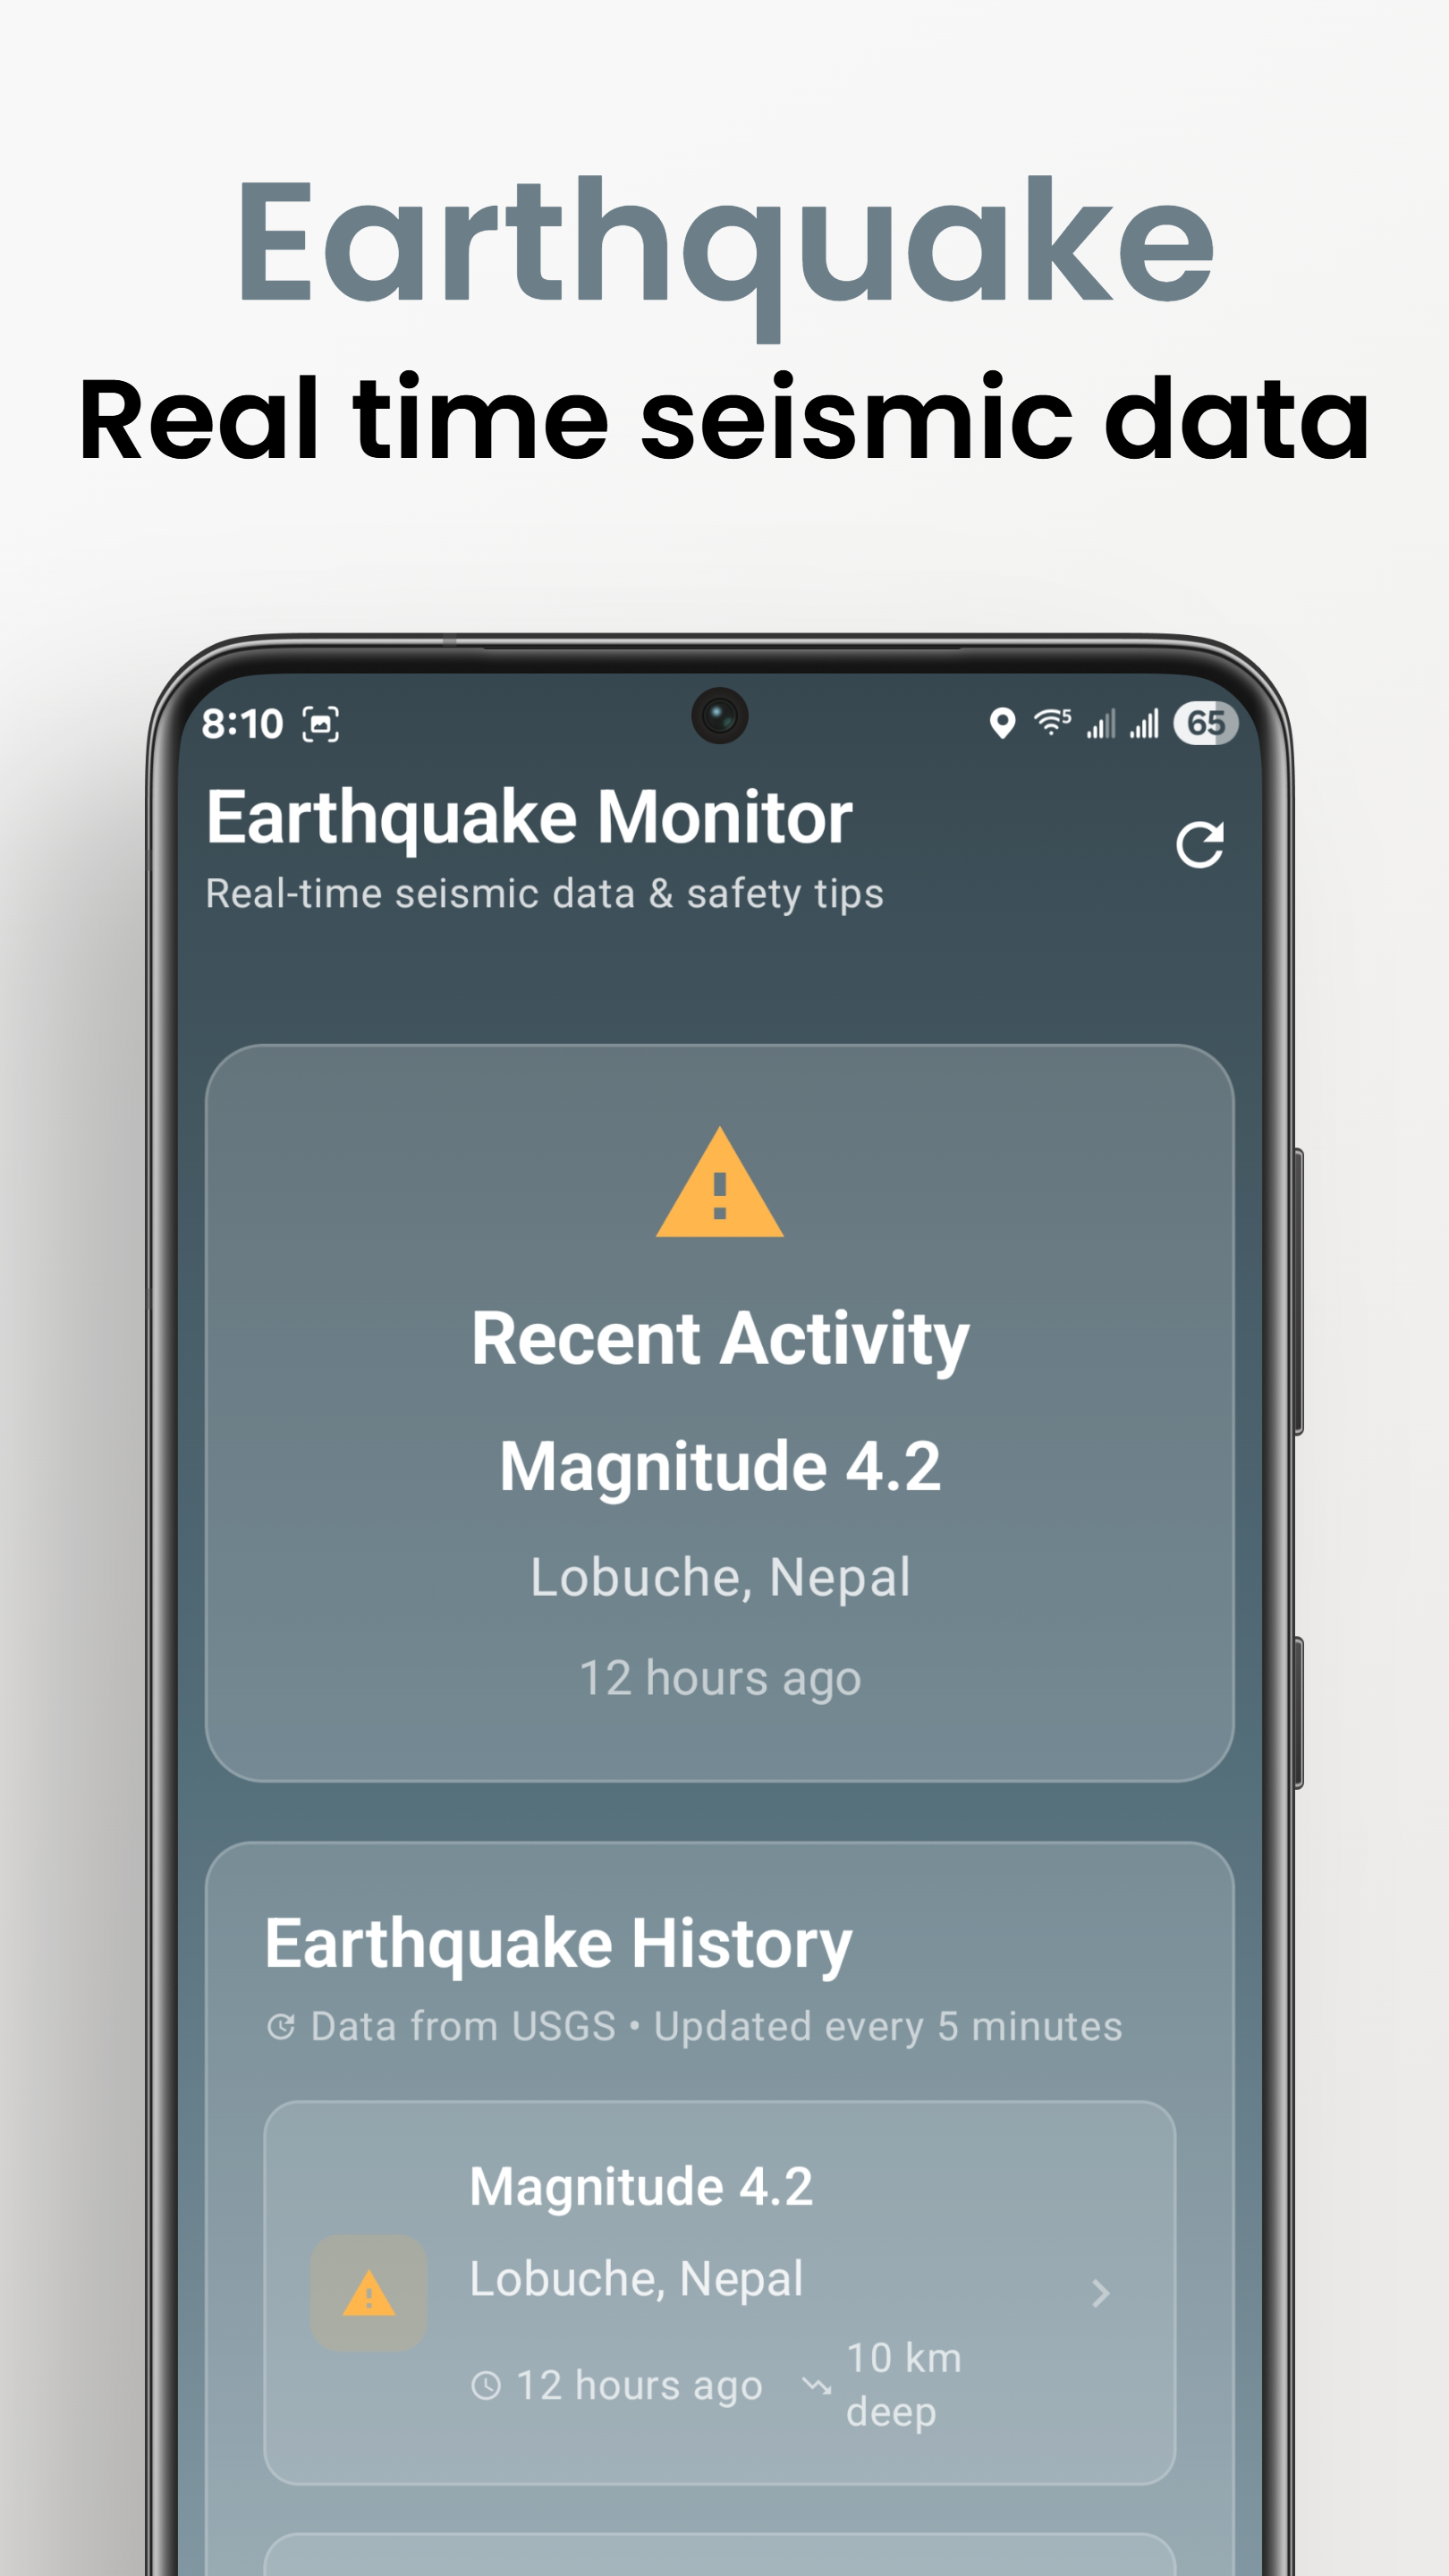 Earthquake
Real time seismic data
8:10
5
65
Earthquake Monitor
Real-time seismic data & safety tips
Recent Activity
Magnitude 4.2
Lobuche, Nepal
12 hours ago
Earthquake History
Data from USGS • Updated every 5 minutes
Magnitude 4.2
Lobuche, Nepal
12 hours ago
10 km
deep